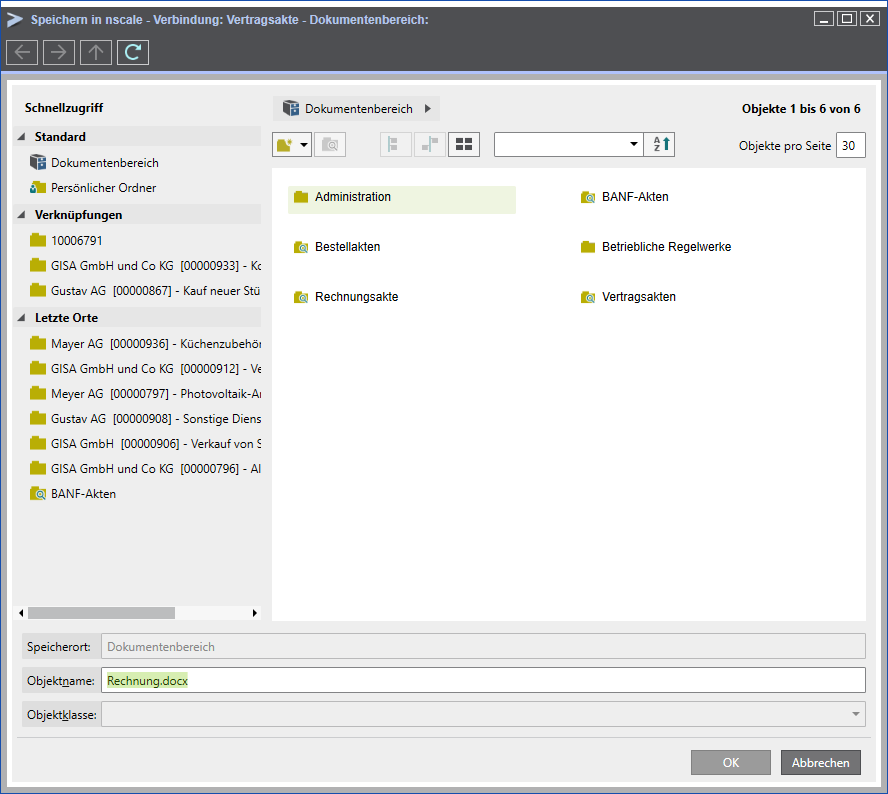 Speichern in nscale - Verbindung: Vertragsakte - Dokumentenbereich:
Schnellzugriff
Standard
Dokumentenbereich
Persönlicher Ordner
Verknüpfungen
10006791
GISA GmbH und Co KG [00000933] - Ko
Gustav AG [00000867] - Kauf neuer Stü
Letzte Orte
Mayer AG [00000936] - Küchenzubehör
GISA GmbH und Co KG [00000912] - Ve
Meyer AG [00000797] - Photovoltaik-An
Gustav AG [00000908] - Sonstige Diens
GISA GmbH [00000906] - Verkauf von S
GISA GmbH und Co KG [00000796] - Al
BANF-Akten
Dokumentenbereich
Objekte 1 bis 6 von 6
A
Z
Objekte pro Seite 30
Administration
BANF-Akten
Bestellakten
Betriebliche Regelwerke
Rechnungsakte
Vertragsakten
Speicherort: Dokumentenbereich
Objektname: Rechnung.docx
Objektklasse:
OK
Abbrechen